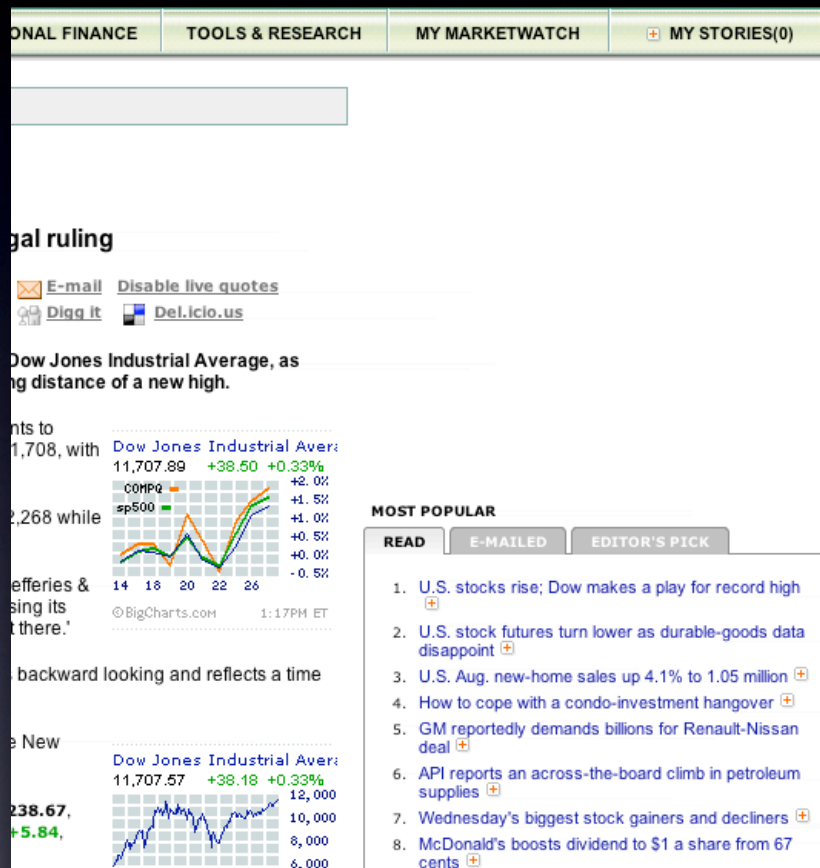 ONAL FINANCE TOOLS & RESEARCH MY MARKETWATCH MY STORIES(0)
gal ruling
E-mail Disable live quotes
Digg it Del.icio.us
Dow Jones Industrial Average, as
ng distance of a new high.
nts to
1,708, with
2,268 while
efferies &
sing its
t there.'
backward looking and reflects a time
e New
238.67,
+5.84,
Dow Jones Industrial Avera
11,707.89 +38.50 +0.33%
COMPQ
sp500
+2.0%
+1.5%
+1.0%
+0.5%
+0.0%
-0.5%
14 18 20 22 26
©BigCharts.com 1:17PM ET
Dow Jones Industrial Avera
11,707.57 +38.18 +0.33%
12,000
10,000
8,000
6,000
MOST POPULAR
READ E-MAILED EDITOR'S PICK
1. U.S. stocks rise; Dow makes a play for record high
2. U.S. stock futures turn lower as durable-goods data
disappoint
3. U.S. Aug. new-home sales up 4.1% to 1.05 million
4. How to cope with a condo-investment hangover
5. GM reportedly demands billions for Renault-Nissan
deal
6. API reports an across-the-board climb in petroleum
supplies
7. Wednesday's biggest stock gainers and decliners
8. McDonald's boosts dividend to $1 a share from 67
cents